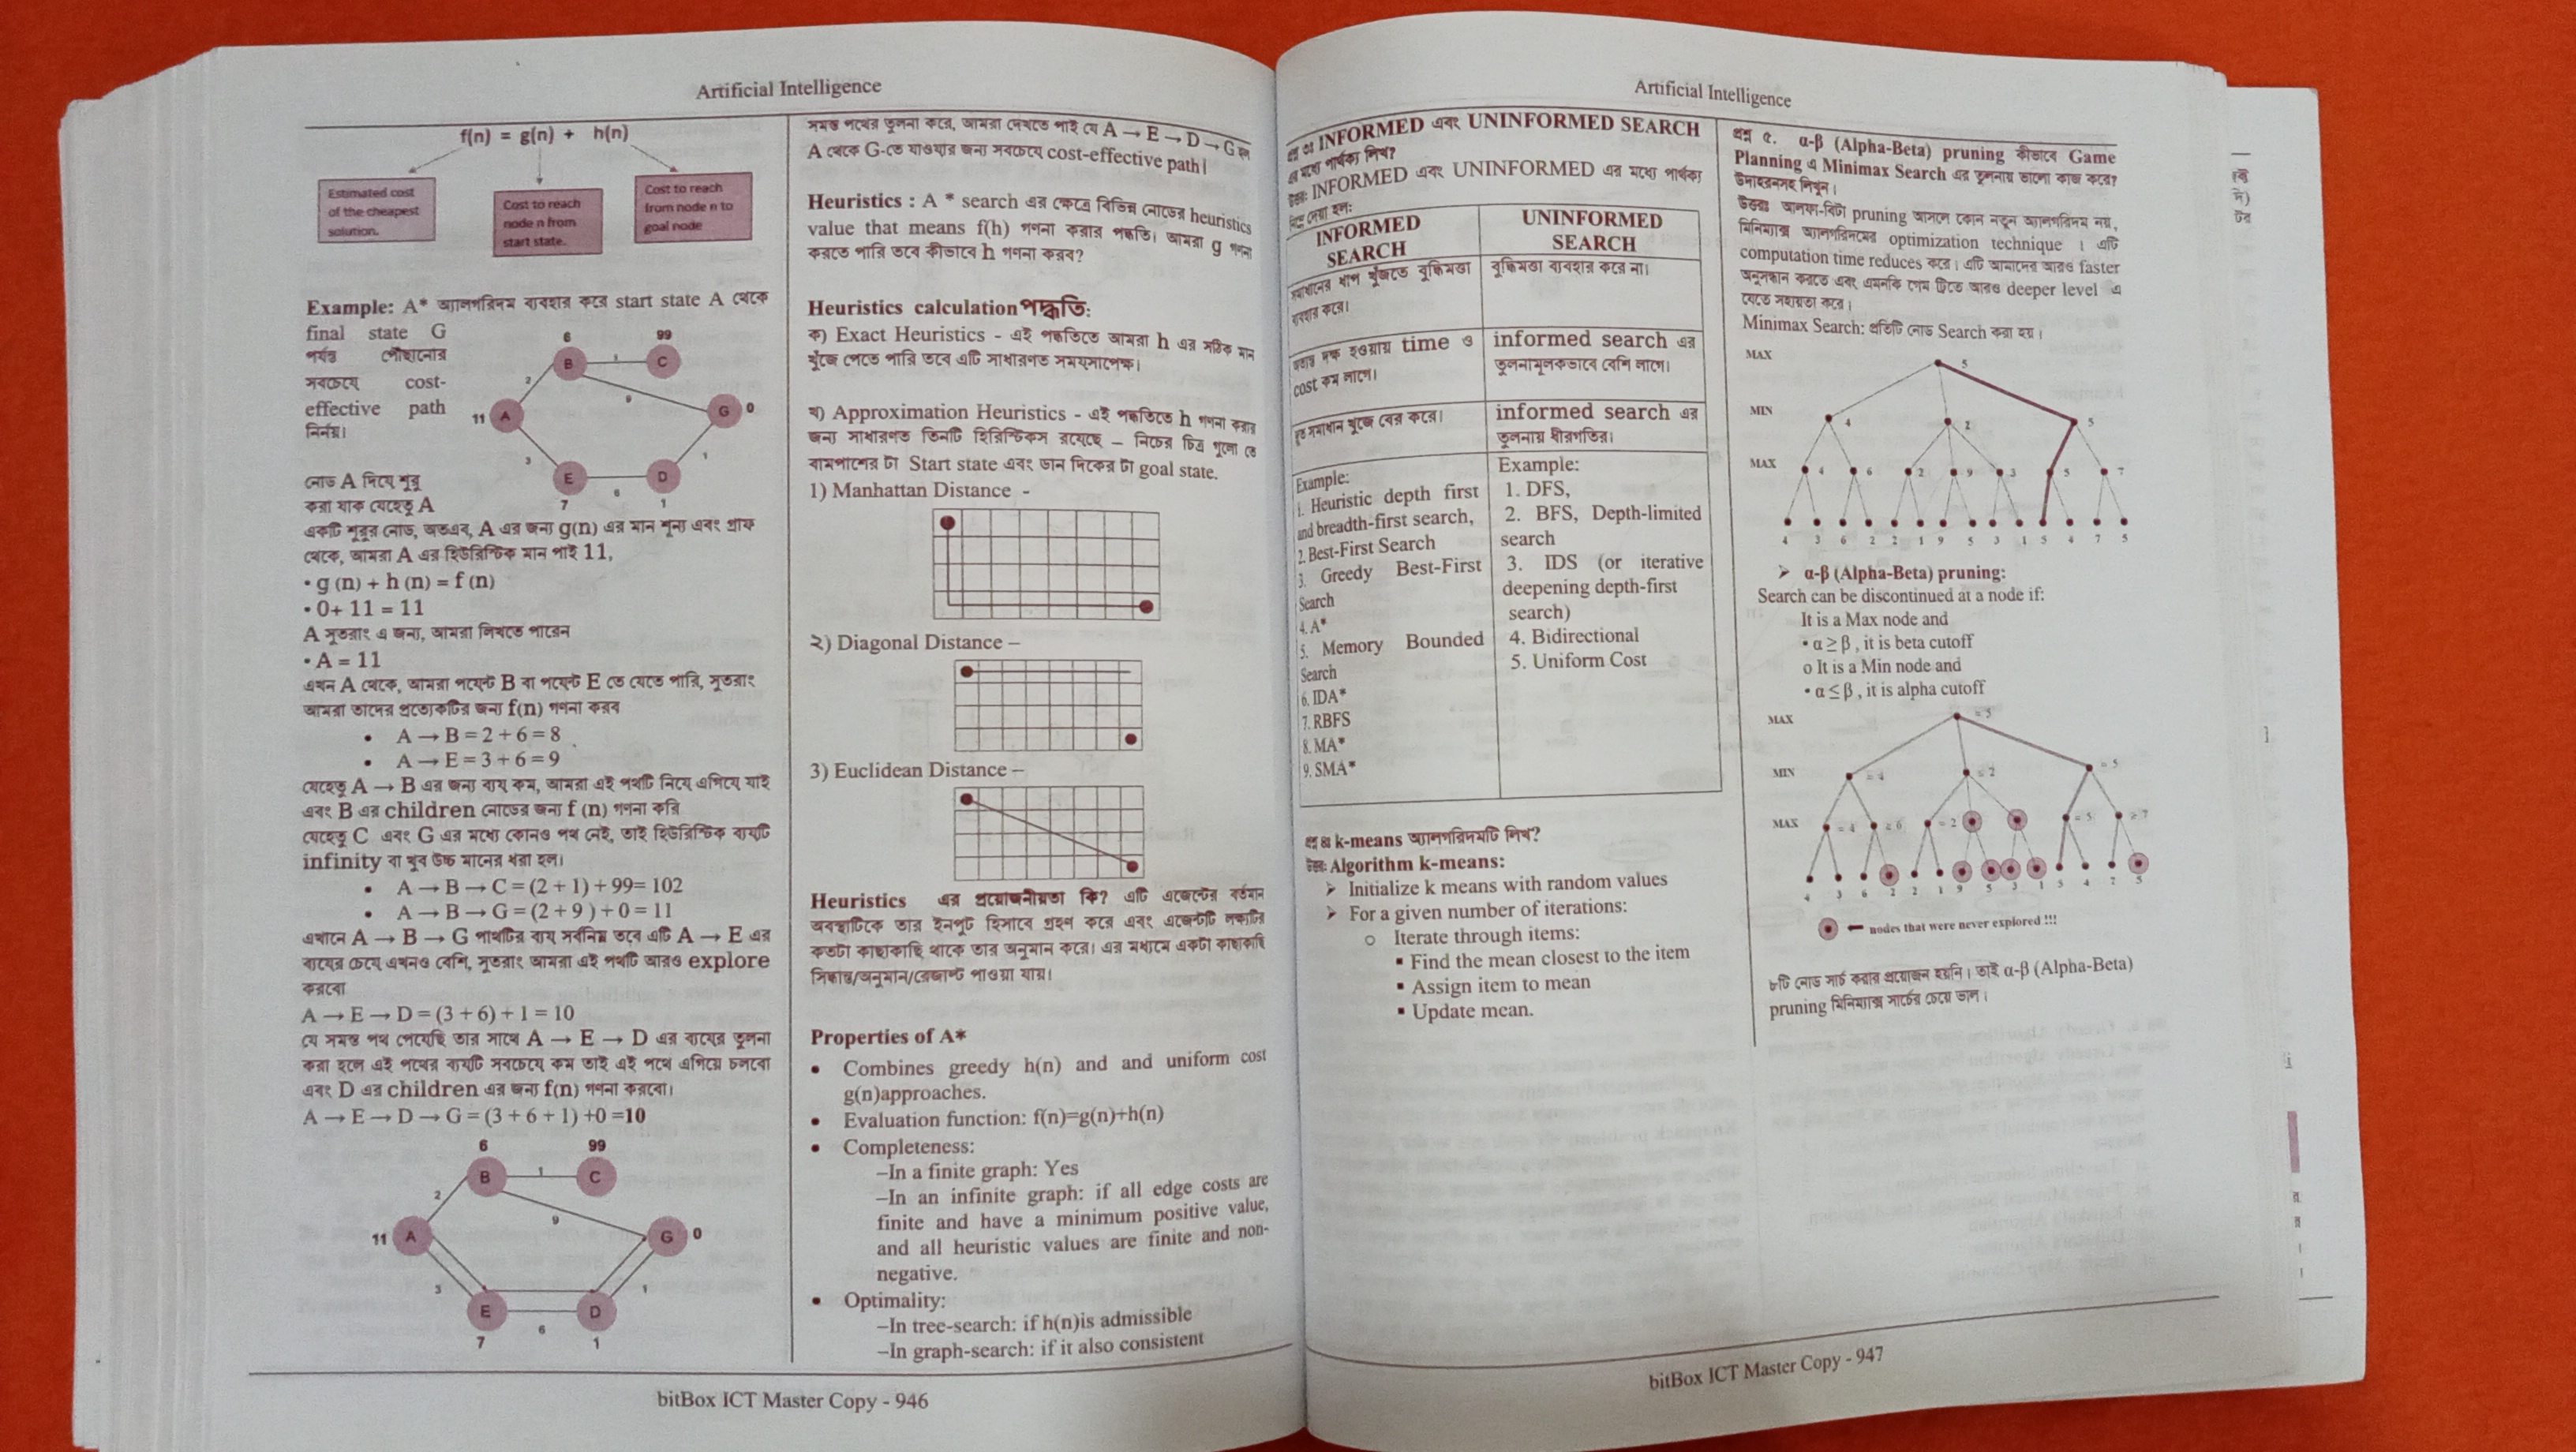 Artificial Intelligence
f(n) = g(n) + h(n)
Estimated cost
of the cheapest
solution.
Cost to reach
node n from
start state.
Cost to reach
from node n to
goal node
Example: A* অ্যালগরিদম ব্যবহার করে start state A থেকে
final state G
পর্যন্ত পৌছানোর
সবচেয়ে cost-
effective path
নির্নয়।
6
99
B
1
C
2
9
11
A
G
0
3
1
E
6
D
7
1
নোড A দিয়ে শুরু
করা যাক যেহেতু A
একটি শুরুর নোড, অতএব, A এর জন্য g(n) এর মান শূন্য এবং গ্রাফ
থেকে, আমরা A এর হিউরিস্টিক মান পাই 11,
• g (n) + h (n) = f (n)
• 0+ 11 = 11
A সুতরাং এ জন্য, আমরা লিখতে পারেন
• A = 11
এখন A থেকে, আমরা পয়েন্ট B বা পয়েন্ট E তে যেতে পারি, সুতরাং
আমরা তাদের প্রত্যেকটির জন্য f(n) গণনা করব
• A → B = 2 + 6 = 8
• A → E = 3 + 6 = 9
যেহেতু A → B এর জন্য ব্যয় কম, আমরা এই পথটি নিয়ে এগিয়ে যাই
এবং B এর children নোডের জন্য f (n) গণনা করি
যেহেতু C এবং G এর মধ্যে কোনও পথ নেই, তাই হিউরিস্টিক ব্যয়টি
infinity বা খুব উচ্চ মানের ধরা হল।
• A → B → C = (2 + 1) + 99= 102
• A → B → G = (2 + 9 ) + 0 = 11
এখানে A → B → G পাথটির ব্যয় সর্বনিম্ন তবে এটি A → E এর
ব্যয়ের চেয়ে এখনও বেশি, সুতরাং আমরা এই পথটি আরও explore
করবো
A → E → D = (3 + 6) + 1 = 10
যে সমস্ত পথ পেয়েছি তার সাথে A → E → D এর ব্যয়ের তুলনা
করা হলে এই পথের ব্যয়টি সবচেয়ে কম তাই এই পথে এগিয়ে চলবো
এবং D এর children এর জন্য f(n) গণনা করবো।
A → E → D → G = (3 + 6 + 1) +0 =10
6
99
B
1
C
2
9
11
A
G
0
3
1
E
6
D
7
1
সমস্ত পথের তুলনা করে, আমরা দেখতে পাই যে A → E → D → G হল
A থেকে G-তে যাওয়ার জন্য সবচেয়ে cost-effective path|
Heuristics : A * search এর ক্ষেত্রে বিভিন্ন নোডের heuristics
value that means f(h) গণনা করার পদ্ধতি। আমরা g গণনা
করতে পারি তবে কীভাবে h গণনা করব?
Heuristics calculation পদ্ধতি:
ক) Exact Heuristics - এই পদ্ধতিতে আমরা h এর সঠিক মান
খুঁজে পেতে পারি তবে এটি সাধারণত সময়সাপেক্ষ।
খ) Approximation Heuristics - এই পদ্ধতিতে h গণনা করার
জন্য সাধারণত তিনটি হিরিস্টিকস রয়েছে – নিচের চিত্র গুলো তে
বামপাশের টা Start state এবং ডান দিকের টা goal state.
1) Manhattan Distance -
২) Diagonal Distance –
3) Euclidean Distance –
Heuristics এর প্রয়োজনীয়তা কি? এটি এজেন্টের বর্তমান
অবস্থাটিকে তার ইনপুট হিসাবে গ্রহণ করে এবং এজেন্টটি লক্ষ্যটির
কতটা কাছাকাছি থাকে তার অনুমান করে। এর মধ্যমে একটা কাছাকাছি
সিদ্ধান্ত/অনুমান/রেজাল্ট পাওয়া যায়।
Properties of A*
• Combines greedy h(n) and and uniform cost
g(n)approaches.
• Evaluation function: f(n)=g(n)+h(n)
• Completeness:
–In a finite graph: Yes
–In an infinite graph: if all edge costs are
finite and have a minimum positive value,
and all heuristic values are finite and non-
negative.
• Optimality:
–In tree-search: if h(n)is admissible
–In graph-search: if it also consistent
bitBox ICT Master Copy - 946
Artificial Intelligence
INFORMED এবং UNINFORMED SEARCH
এর মধ্যে পার্থক্য লিখ?
উত্তর: INFORMED এবং UNINFORMED এর মধ্যে পার্থক্য
নিম্নে দেয়া হল:
INFORMED
SEARCH
UNINFORMED
SEARCH
সমাধানের ধাপ খুঁজতে বুদ্ধিমত্তা
ব্যবহার করে।
বুদ্ধিমত্তা ব্যবহার করে না।
দক্ষ হওয়ায় time ও
cost কম লাগে।
informed search এর
তুলনামূলকভাবে বেশি লাগে।
দ্রুত সমাধান খুঁজে বের করে।
informed search এর
তুলনায় ধীরগতির।
Example:
1. Heuristic depth first
and breadth-first search,
2. Best-First Search
3. Greedy Best-First
Search
4. A*
5. Memory Bounded
Search
6. IDA*
7. RBFS
8. MA*
9. SMA*
Example:
1. DFS,
2. BFS, Depth-limited
search
3. IDS (or iterative
deepening depth-first
search)
4. Bidirectional
5. Uniform Cost
প্রশ্ন ৪: k-means অ্যালগরিদমটি লিখ?
উত্তর: Algorithm k-means:
➢ Initialize k means with random values
➢ For a given number of iterations:
o Iterate through items:
▪ Find the mean closest to the item
▪ Assign item to mean
▪ Update mean.
প্রশ্ন ৫. α-β (Alpha-Beta) pruning কীভাবে Game
Planning এ Minimax Search এর তুলনায় ভালো কাজ করে?
উদাহরনসহ লিখুন।
উত্তরঃ আলফা-বিটা pruning আসলে কোন নতুন অ্যালগরিদম নয়,
মিনিম্যাক্স অ্যালগরিদমের optimization technique । এটি
computation time reduces করে। এটি আমাদের আরও faster
অনুসন্ধান করতে এবং এমনকি গেম ট্রিতে আরও deeper level এ
যেতে সহায়তা করে।
Minimax Search: প্রতিটি নোড Search করা হয়।
MAX
5
MIN
4
2
5
MAX
4 6 2 9 3 5 7
4 3 6 2 2 1 9 5 3 1 5 4 7 5
➢ α-β (Alpha-Beta) pruning:
Search can be discontinued at a node if:
It is a Max node and
• α ≥ β , it is beta cutoff
o It is a Min node and
• α ≤ β , it is alpha cutoff
MAX
= 5
MIN
= 4
≤ 2
= 5
MAX
= 4 ≥ 6 = 2 = 5 ≥ 7
4 3 6 2 2 1 9 5 3 1 5 4 7 5
nodes that were never explored !!!
৮টি নোড সার্চ করার প্রয়োজন হয়নি। তাই α-β (Alpha-Beta)
pruning মিনিম্যাক্স সার্চের চেয়ে ভাল।
bitBox ICT Master Copy - 947